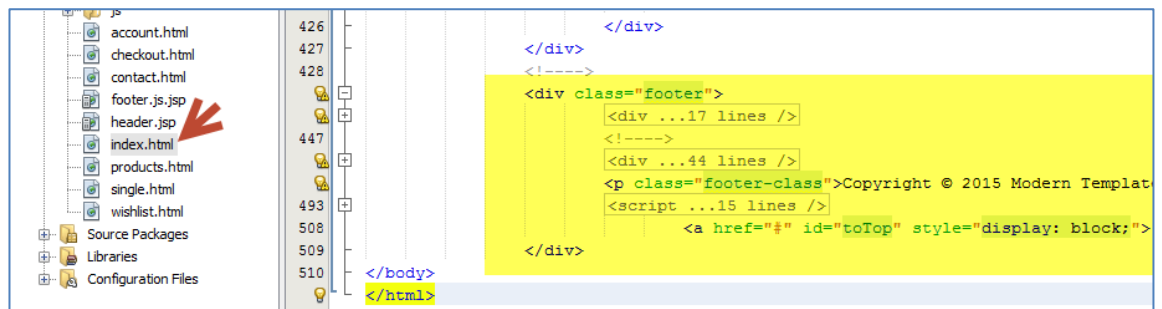 js
account.html
checkout.html
contact.html
footer.js.jsp
header.jsp
index.html
products.html
single.html
wishlist.html
Source Packages
Libraries
Configuration Files
426 </div>
427 </div>
428 <!---->
<div class="footer">
<div ...17 lines />
447 <!---->
<div ...44 lines />
<p class="footer-class">Copyright © 2015 Modern Template
493 <script ...15 lines />
508 <a href="#" id="toTop" style="display: block;">
509 </div>
510 </body>
</html>